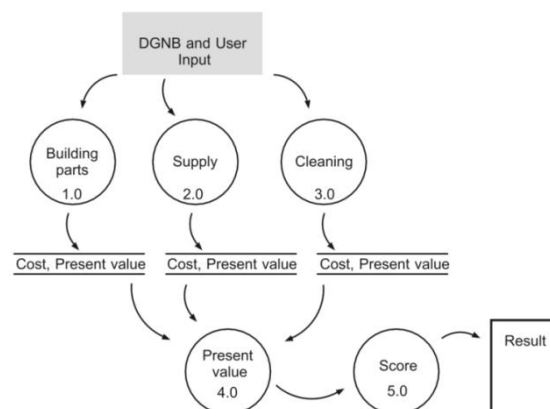 DGNB and User
Input
Building
parts
1.0
Supply
2.0
Cleaning
3.0
Cost, Present value
Cost, Present value
Cost, Present value
Present
value
4.0
Score
5.0
Result